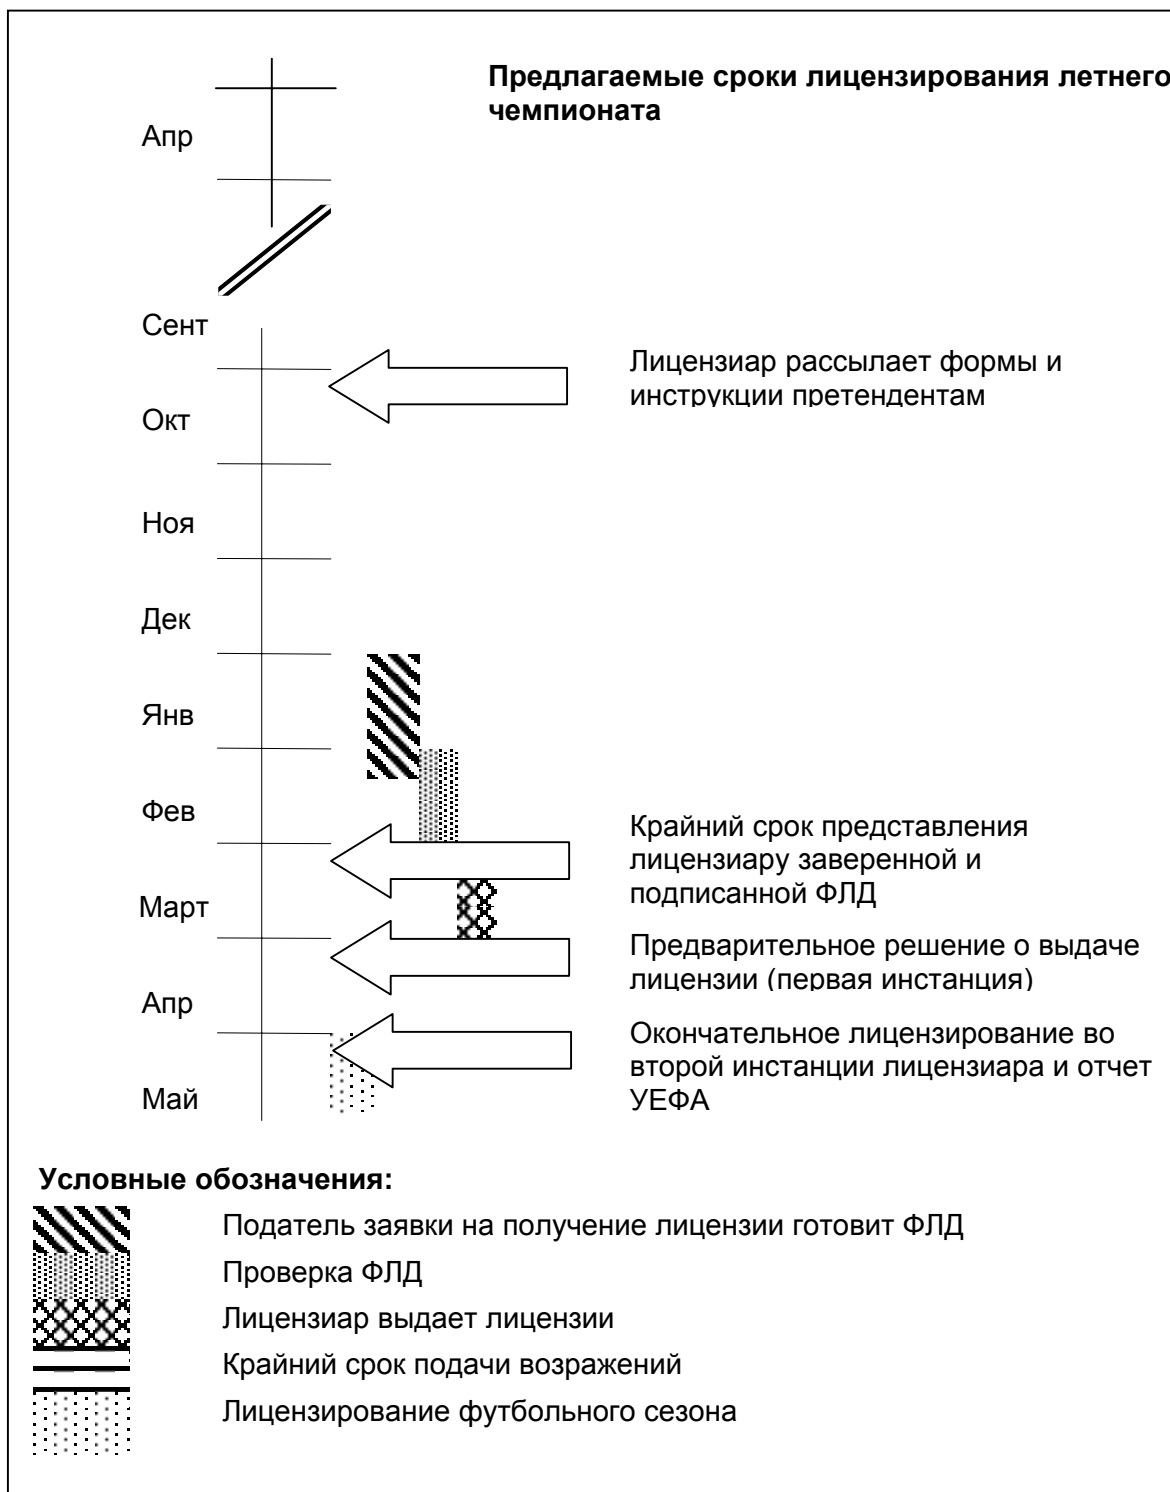 Предлагаемые сроки лицензирования летнего
чемпионата
Апр
Сент
Лицензиар рассылает формы и
инструкции претендентам
Окт
Ноя
Дек
Янв
Фев
Крайний срок представления
лицензиару заверенной и
подписанной ФЛД
Март
Предварительное решение о выдаче
лицензии (первая инстанция)
Апр
Окончательное лицензирование во
второй инстанции лицензиара и отчет
УЕФА
Май
Условные обозначения:
Податель заявки на получение лицензии готовит ФЛД
Проверка ФЛД
Лицензиар выдает лицензии
Крайний срок подачи возражений
Лицензирование футбольного сезона